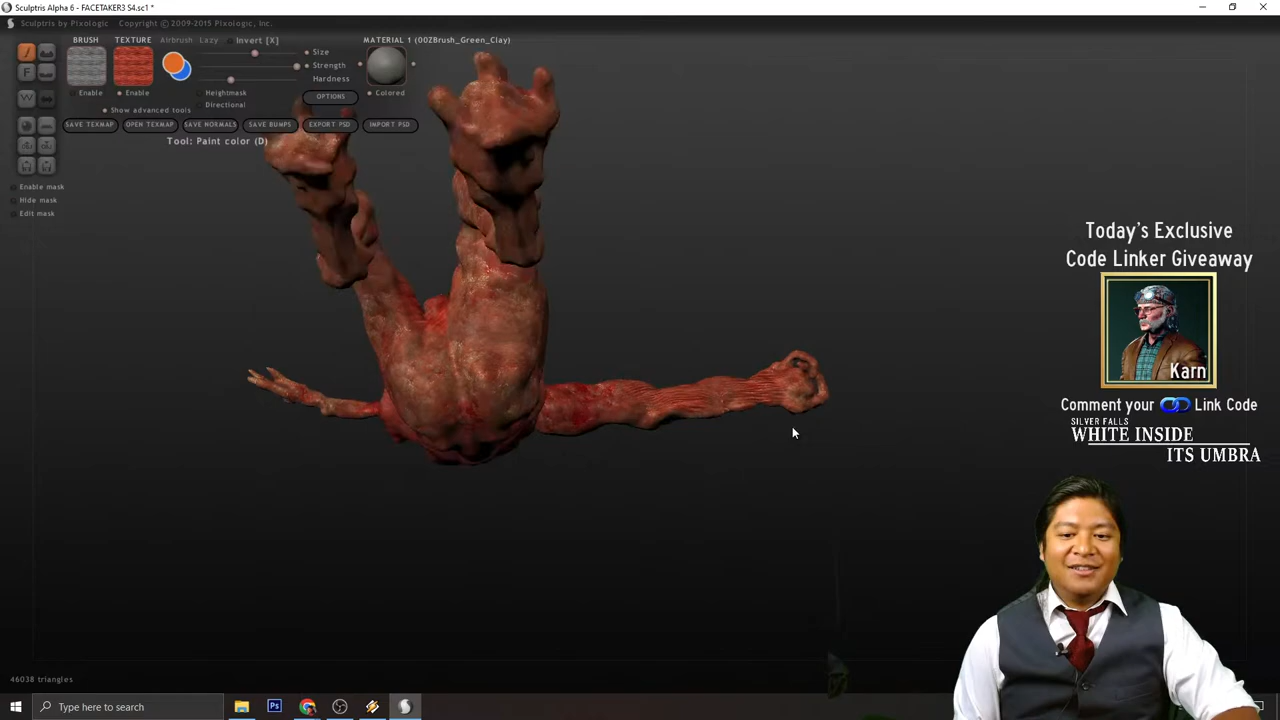 Sculptris Alpha 6 - FACETAKER3 S4.sc1 *
Sculptris by Pixologic Copyright © 2009-2015 Pixologic, Inc.
BRUSH
TEXTURE
Airbrush Lazy Invert [X]
MATERIAL 1 (00ZBrush_Green_Clay)
Size
Strength
Hardness
Enable
Enable
Heightmask
Directional
OPTIONS
Colored
Show advanced tools
SAVE TEXMAP
OPEN TEXMAP
SAVE NORMALS
SAVE BUMPS
EXPORT PSD
IMPORT PSD
Tool: Paint color (D)
Enable mask
Hide mask
Edit mask
Today's Exclusive
Code Linker Giveaway
Karn
Comment your Link Code
SILVER FALLS
WHITE INSIDE
ITS UMBRA
46038 triangles
Type here to search
Ps